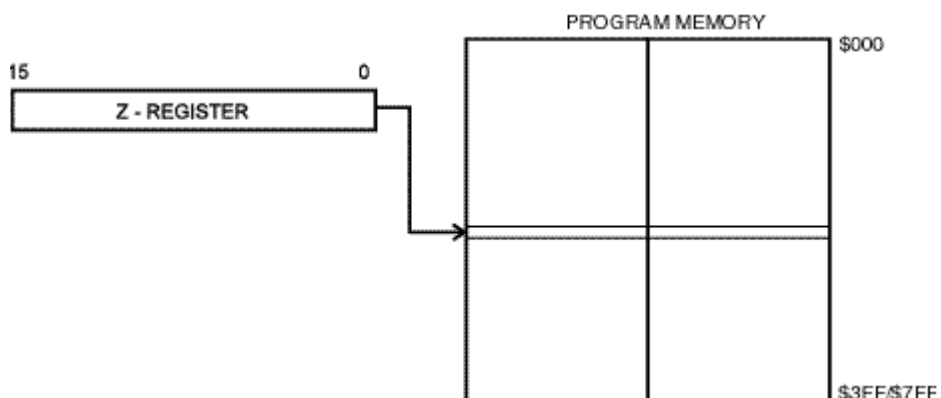 PROGRAM MEMORY
$000
15 0
Z - REGISTER
$3FF/$7FF